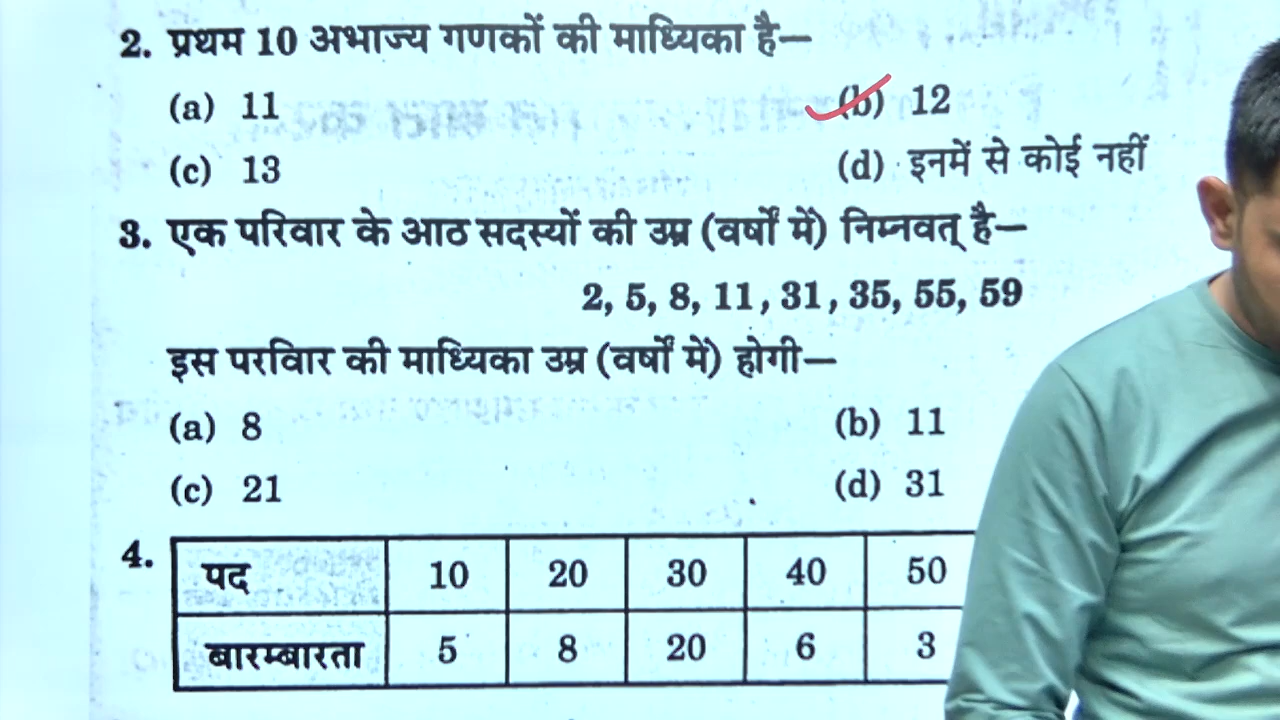 2. प्रथम 10 अभाज्य गणकों की माध्यिका है—
(a) 11 (b) 12
(c) 13 (d) इनमें से कोई नहीं
3. एक परिवार के आठ सदस्यों की उम्र (वर्षों में) निम्नवत् है—
2, 5, 8, 11, 31, 35, 55, 59
इस परविार की माध्यिका उम्र (वर्षों में) होगी—
(a) 8 (b) 11
(c) 21 (d) 31
4. पद 10 20 30 40 50
बारम्बारता 5 8 20 6 3